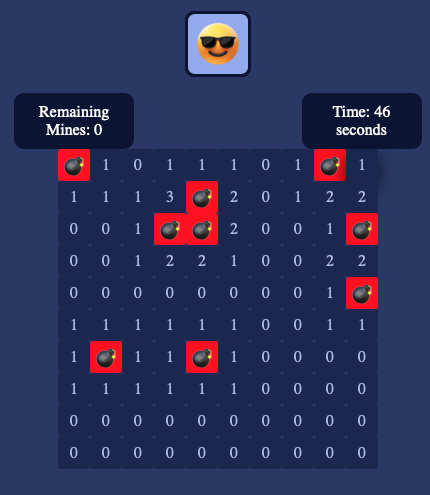 Remaining
Mines: 0
Time: 46
seconds
1 0 1 1 1 0 1 1
1 1 1 3 2 0 1 2 2
0 0 1 2 0 0 1
0 0 1 2 2 1 0 0 2 2
0 0 0 0 0 0 0 0 1
1 1 1 1 1 1 0 0 1 1
1 1 1 1 0 0 0 0
1 1 1 1 1 1 0 0 0 0
0 0 0 0 0 0 0 0 0 0
0 0 0 0 0 0 0 0 0 0